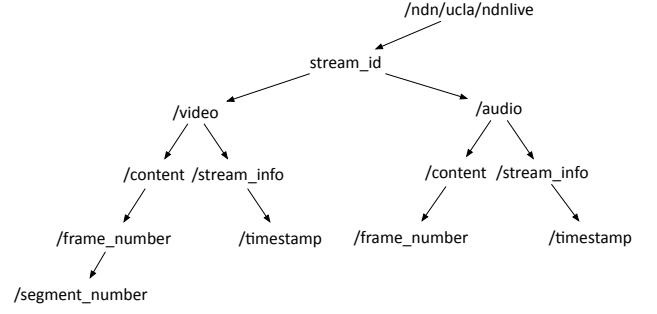 /ndn/ucla/ndnlive
stream_id
/video
/audio
/content /stream_info
/content /stream_info
/frame_number
/timestamp
/frame_number
/timestamp
/segment_number